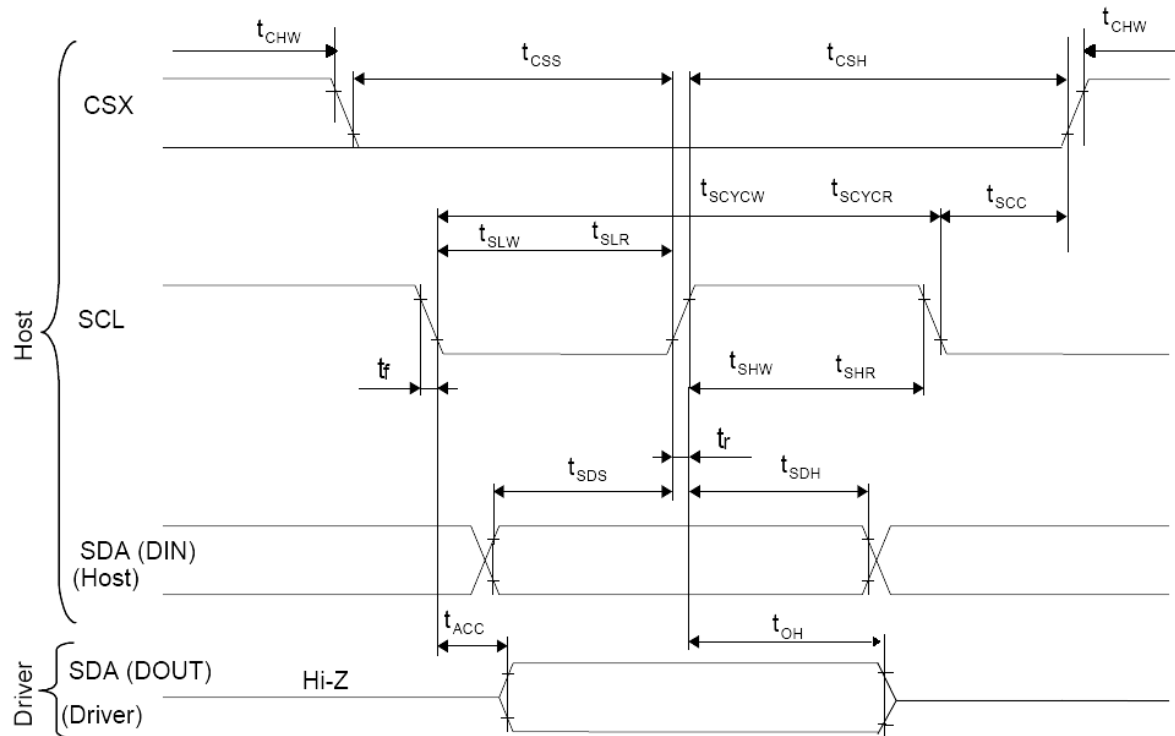 tCHW
tCHW
tCSS
tCSH
CSX
tSCYCW
tSCYCR
tSCC
tSLW
tSLR
Host
SCL
tf
tSHW
tSHR
tr
tSDS
tSDH
SDA (DIN)
(Host)
tACC
tOH
Driver
SDA (DOUT)
Hi-Z
(Driver)